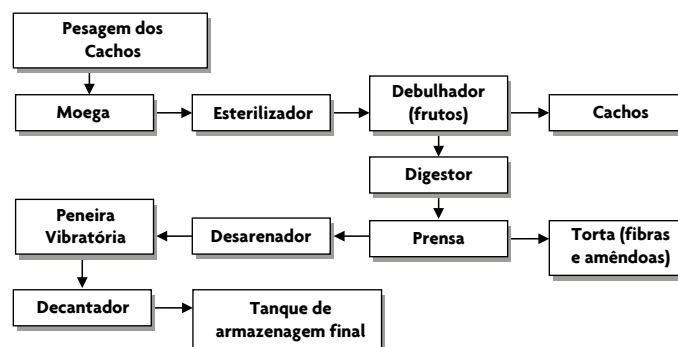 Pesagem dos
Cachos
Moega
Esterilizador
Debulhador
(frutos)
Cachos
Digestor
Peneira
Vibratória
Desarenador
Prensa
Torta (fibras
e amêndoas)
Decantador
Tanque de
armazenagem final